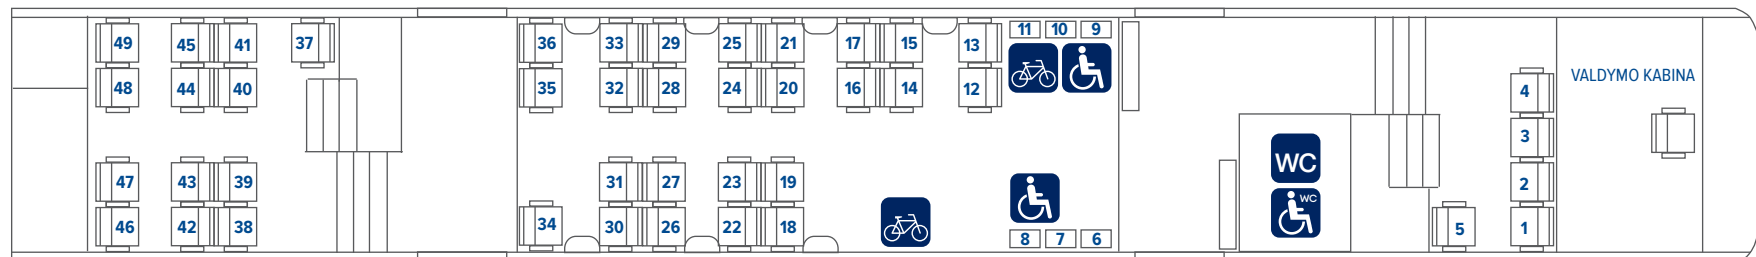 49 45 41 37 36 33 29 25 21 17 15 13 11 10 9
48 44 40 35 32 28 24 20 16 14 12 4 VALDYMO KABINA
3
WC
47 43 39 31 27 23 19 2
WC
46 42 38 34 30 26 22 18 8 7 6 5 1